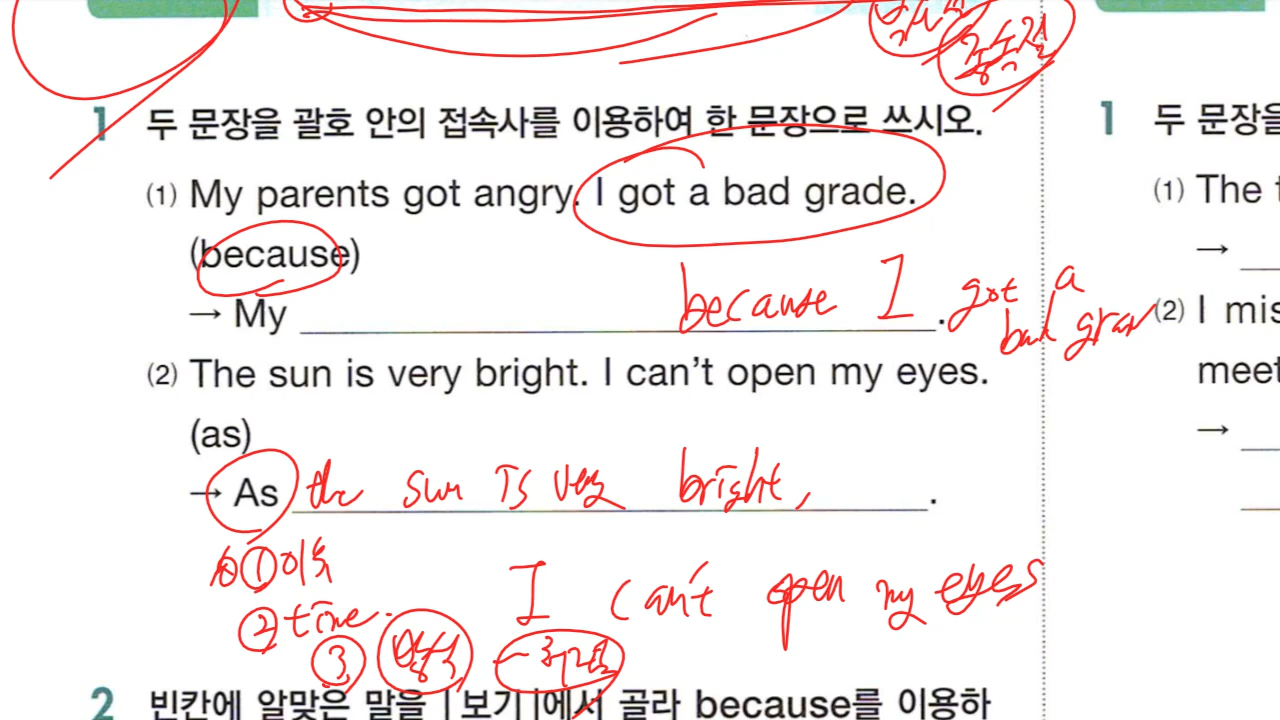 1 두 문장을 괄호 안의 접속사를 이용하여 한 문장으로 쓰시오.
(1) My parents got angry. I got a bad grade.
(because)
because I got a
→ My .
bad
(2) The sun is very bright. I can't open my eyes.
(as)
→ As the sun is very bright, .
① 이유
I can't open my eyes
② time
③
2 빈칸에 알맞은 말을 |보기|에서 골라 because를 이용하
1 두 문장을
(1) The
→
(2) I mis
meet
→